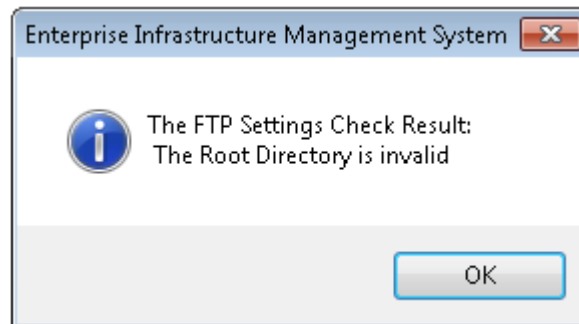 Enterprise Infrastructure Management System
The FTP Settings Check Result:
The Root Directory is invalid
OK